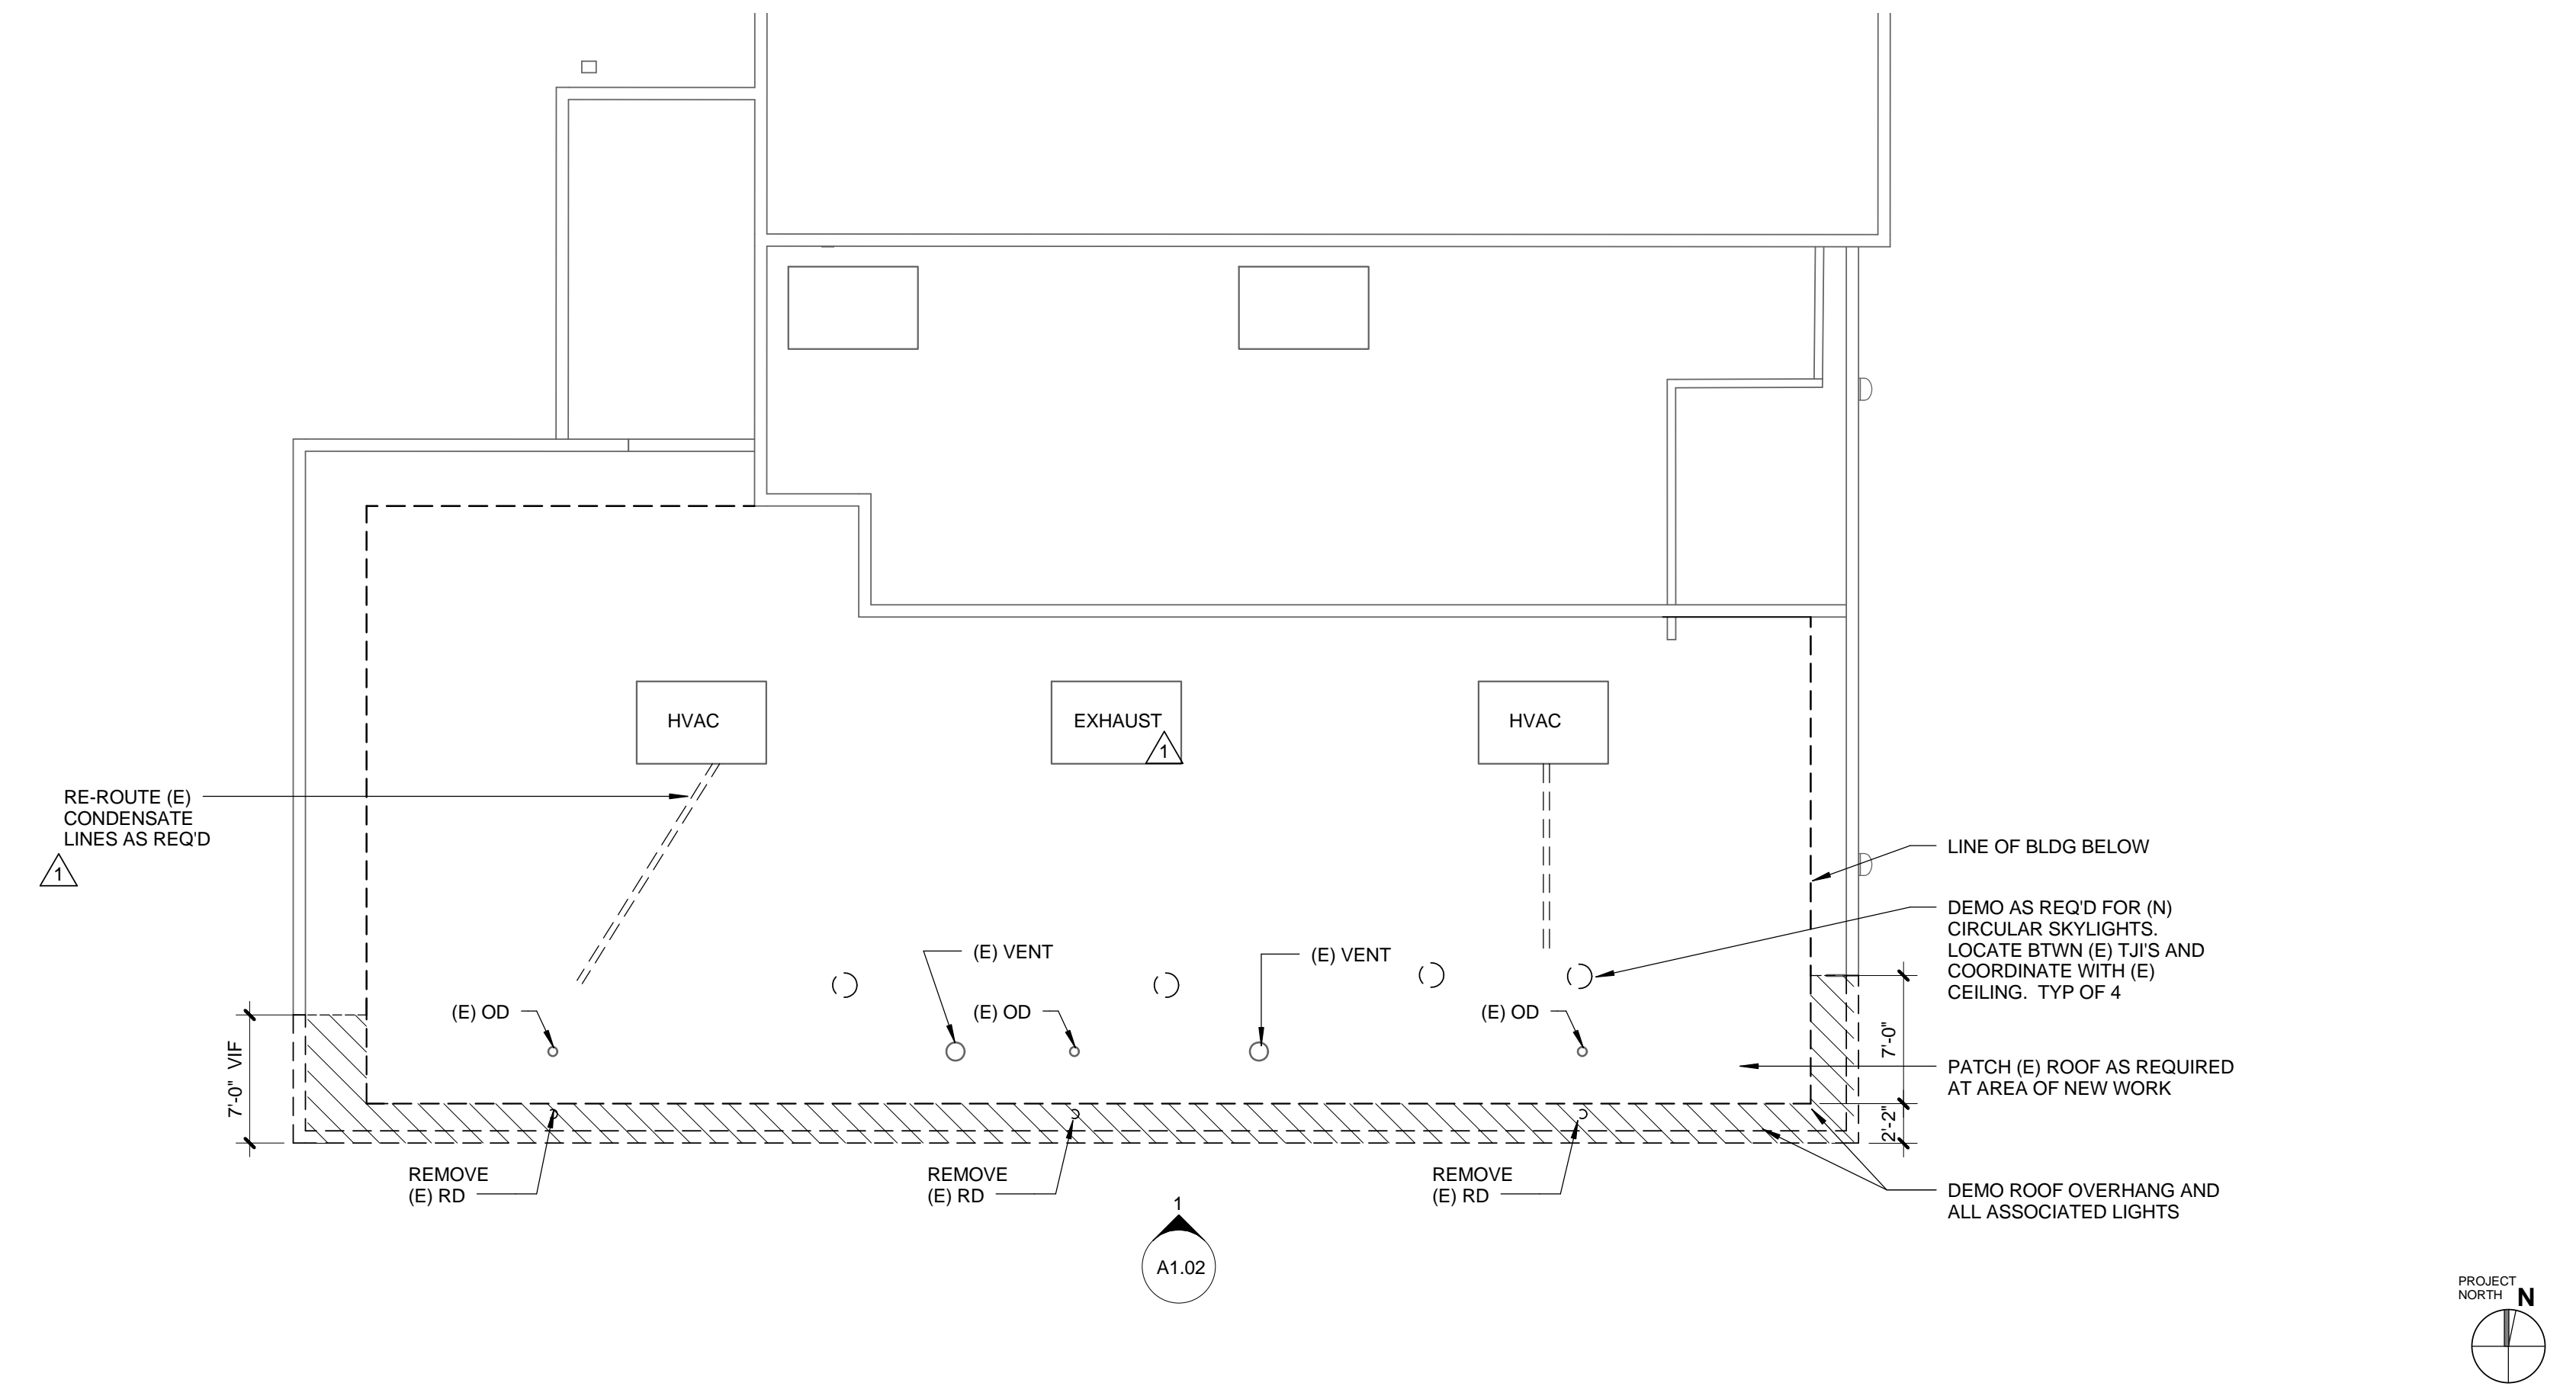 HVAC
EXHAUST
1
HVAC
RE-ROUTE (E)
CONDENSATE
LINES AS REQ'D
1
LINE OF BLDG BELOW
DEMO AS REQ'D FOR (N)
CIRCULAR SKYLIGHTS.
LOCATE BTWN (E) TJI'S AND
COORDINATE WITH (E)
CEILING. TYP OF 4
(E) VENT
(E) VENT
(E) OD
(E) OD
(E) OD
7'-0" VIF
7'-0"
2'-2"
PATCH (E) ROOF AS REQUIRED
AT AREA OF NEW WORK
REMOVE
(E) RD
REMOVE
(E) RD
REMOVE
(E) RD
DEMO ROOF OVERHANG AND
ALL ASSOCIATED LIGHTS
1
A1.02
PROJECT
NORTH N